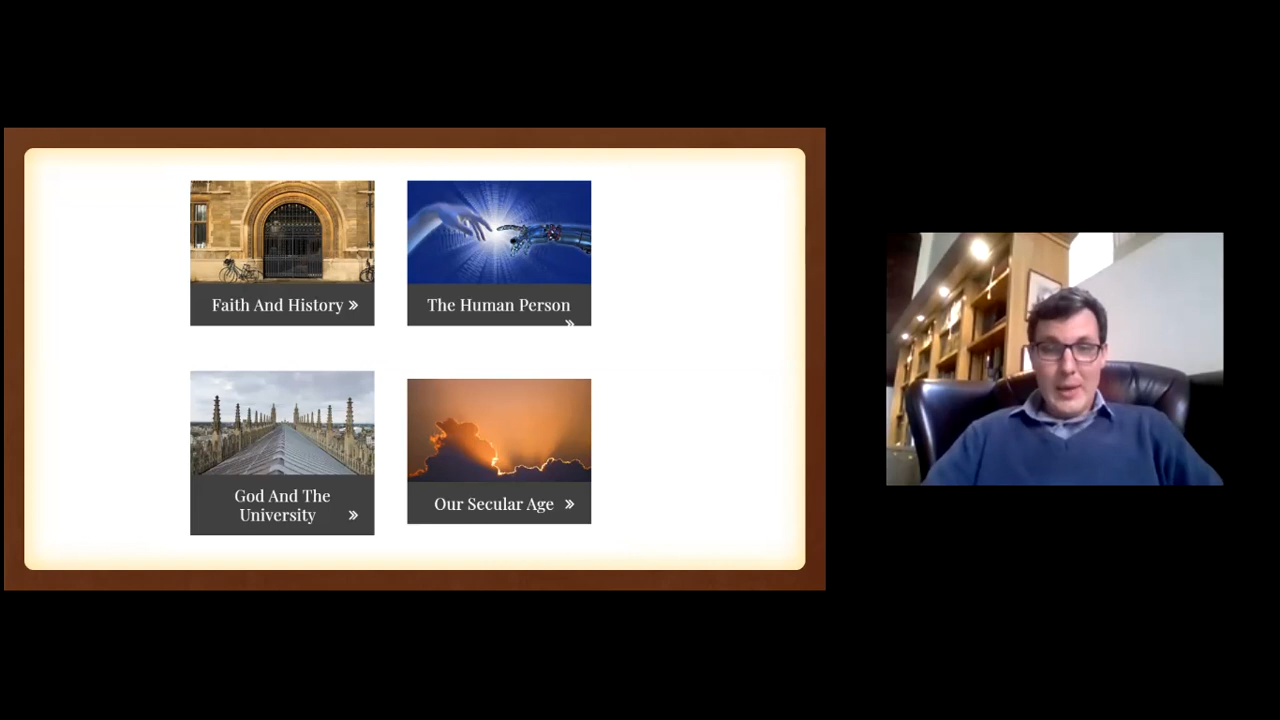 Faith And History »
The Human Person
»
God And The
University »
Our Secular Age »